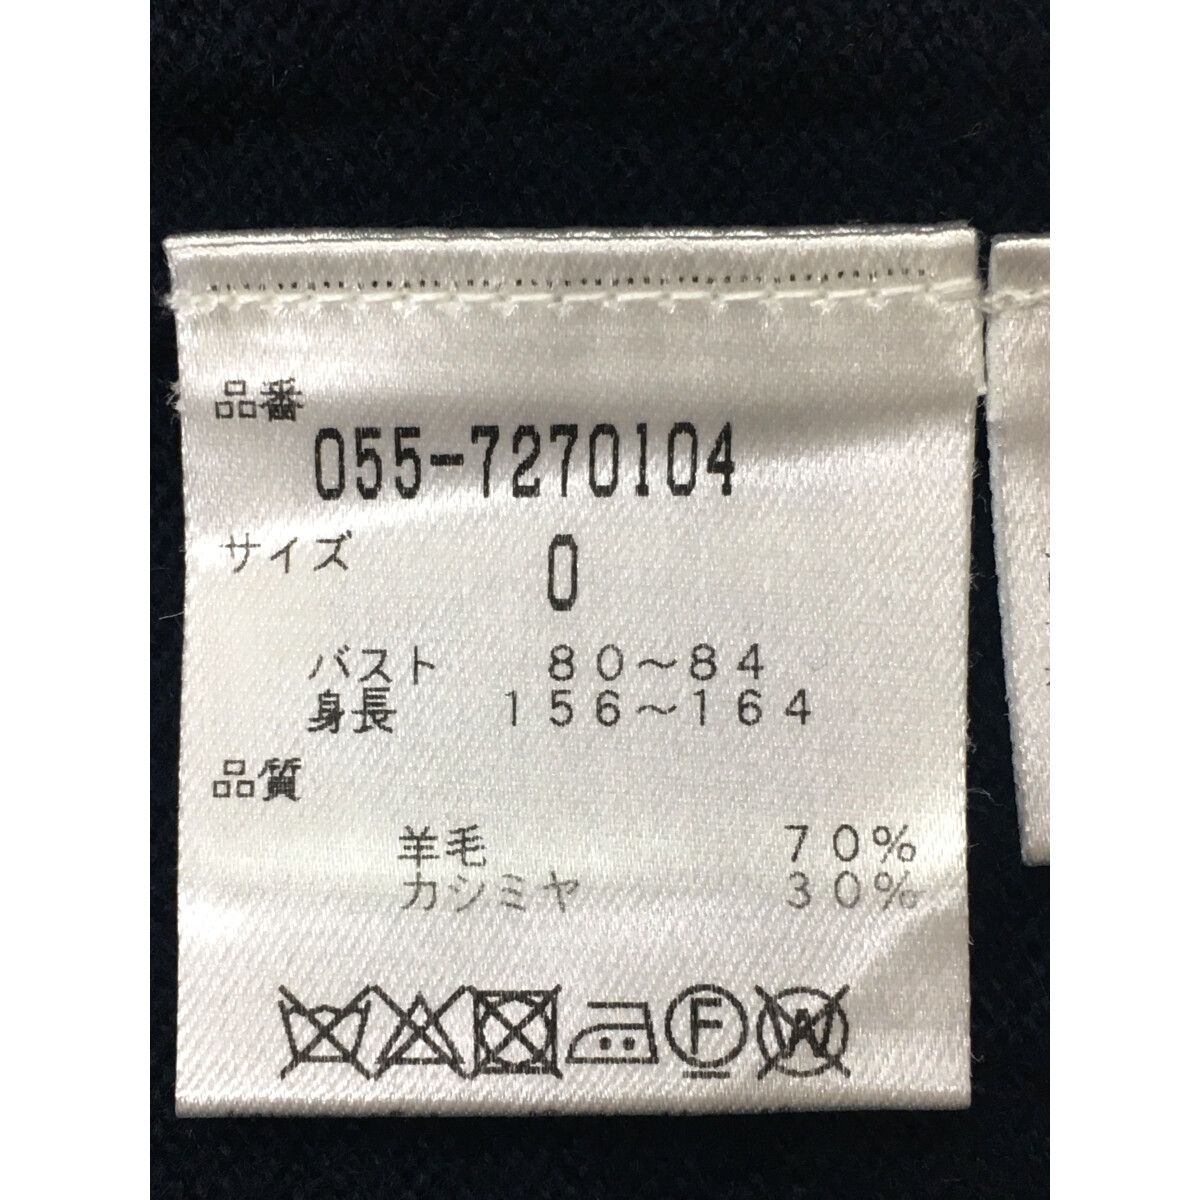 品番
055-7270104
サイズ 0
バスト 80〜84
身長 156〜164
品質
羊毛 70%
カシミヤ 30%
F W